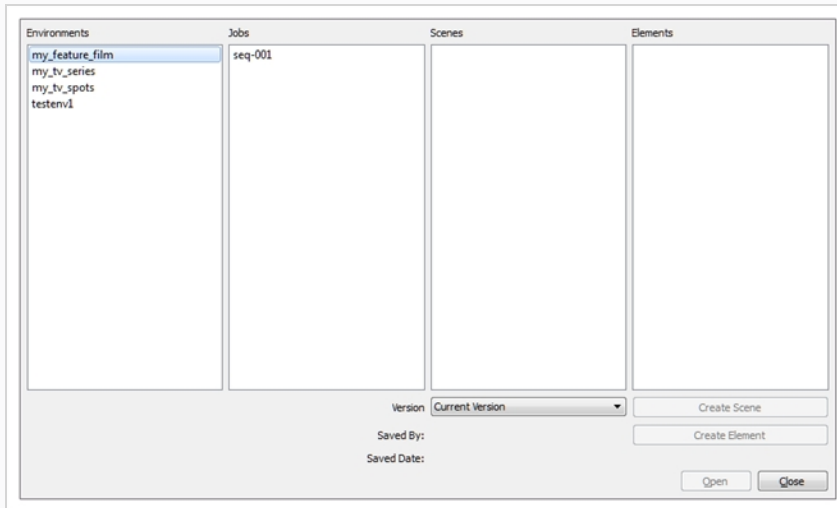 Environments Jobs Scenes Elements
my_feature_film seq-001
my_tv_series
my_tv_spots
testenv1
Version Current Version Create Scene
Saved By: Create Element
Saved Date:
Open Close